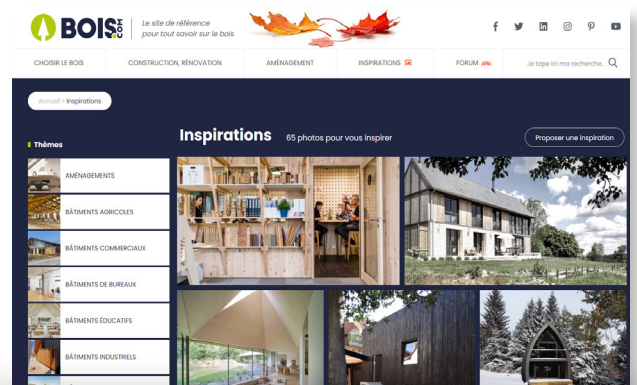 BOIS.COM
Le site de référence
pour tout savoir sur le bois
CHOISIR LE BOIS
CONSTRUCTION, RÉNOVATION
AMÉNAGEMENT
INSPIRATIONS
FORUM
Je tape ici ma recherche..
Accueil > Inspirations
Thèmes
Inspirations
65 photos pour vous inspirer
Proposer une inspiration
AMÉNAGEMENTS
BÂTIMENTS AGRICOLES
BÂTIMENTS COMMERCIAUX
BÂTIMENTS DE BUREAUX
BÂTIMENTS ÉDUCATIFS
BÂTIMENTS INDUSTRIELS